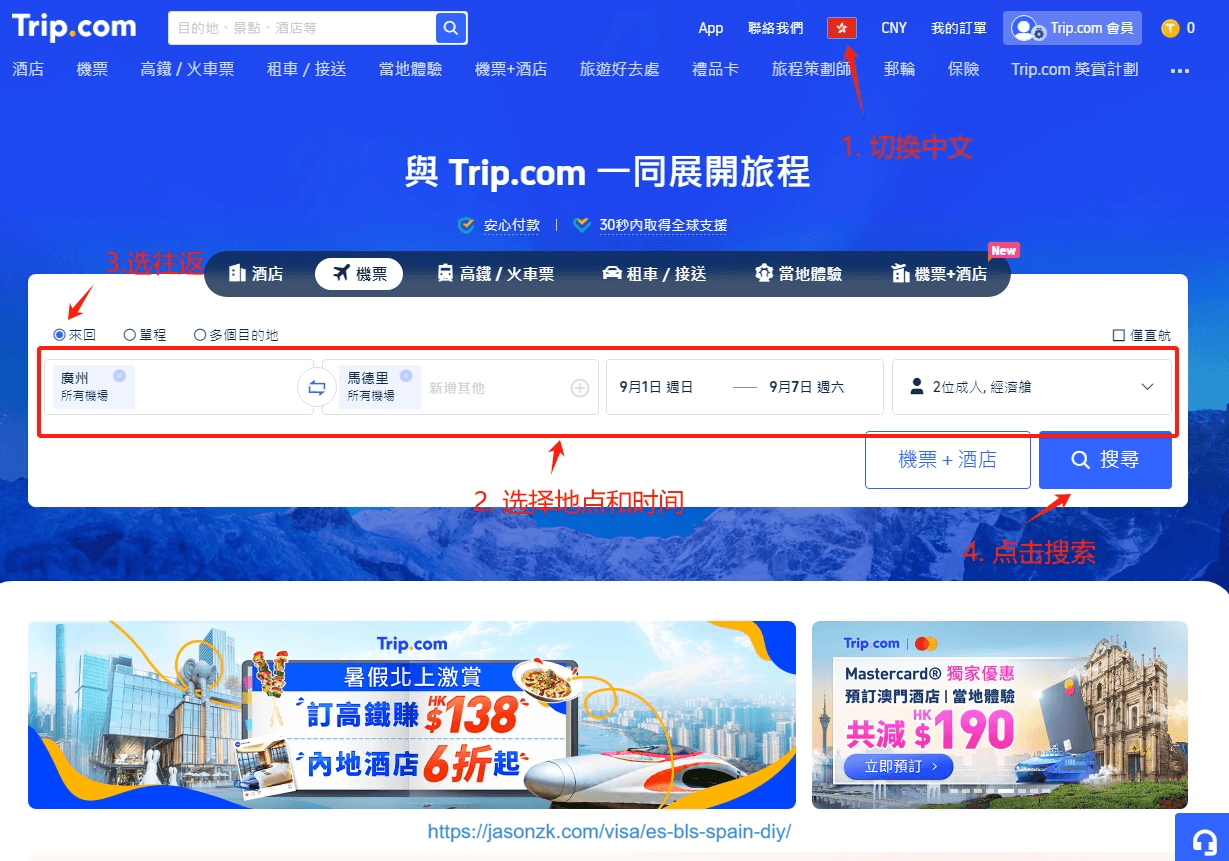 Trip.com
目的地、景點、酒店等
App
聯絡我們
CNY
我的訂單
Trip.com 會員
T 0
酒店
機票
高鐵 / 火車票
租車 / 接送
當地體驗
機票+酒店
旅遊好去處
禮品卡
旅程策劃師
郵輪
保險
Trip.com 獎賞計劃
1. 切换中文
與 Trip.com 一同展開旅程
安心付款 | 30秒內取得全球支援
3.选往返
New
酒店
機票
高鐵 / 火車票
租車 / 接送
當地體驗
機票+酒店
來回
單程
多個目的地
僅直航
廣州
所有機場
馬德里
所有機場
新增其他
9月1日 週日
9月7日 週六
2位成人, 經濟艙
機票 + 酒店
搜尋
2. 选择地点和时间
4. 点击搜索
Trip.com
暑假北上激賞
訂高鐵賺HK$138
內地酒店6折起
Trip.com
Mastercard® 獨家優惠
預訂澳門酒店 | 當地體驗
共減HK$190
立即預訂 >
https://jasonzk.com/visa/es-bls-spain-diy/